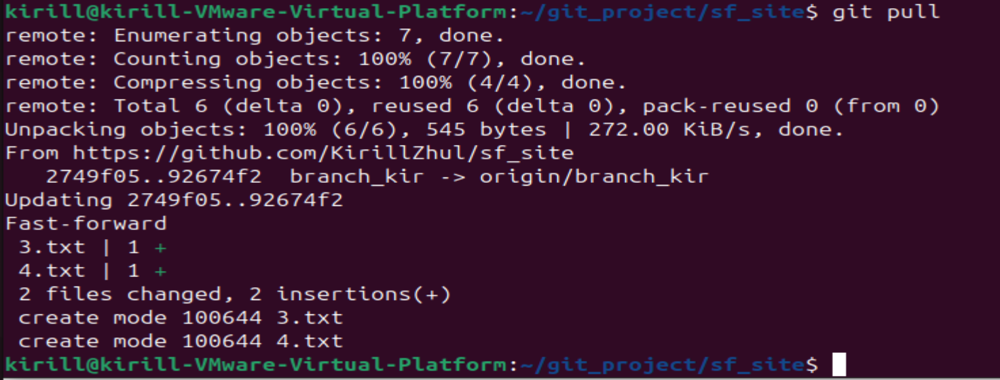 kirill@kirill-VMware-Virtual-Platform:~/git_project/sf_site$ git pull
remote: Enumerating objects: 7, done.
remote: Counting objects: 100% (7/7), done.
remote: Compressing objects: 100% (4/4), done.
remote: Total 6 (delta 0), reused 6 (delta 0), pack-reused 0 (from 0)
Unpacking objects: 100% (6/6), 545 bytes | 272.00 KiB/s, done.
From https://github.com/KirillZhul/sf_site
   2749f05..92674f2  branch_kir -> origin/branch_kir
Updating 2749f05..92674f2
Fast-forward
 3.txt | 1 +
 4.txt | 1 +
 2 files changed, 2 insertions(+)
 create mode 100644 3.txt
 create mode 100644 4.txt
kirill@kirill-VMware-Virtual-Platform:~/git_project/sf_site$